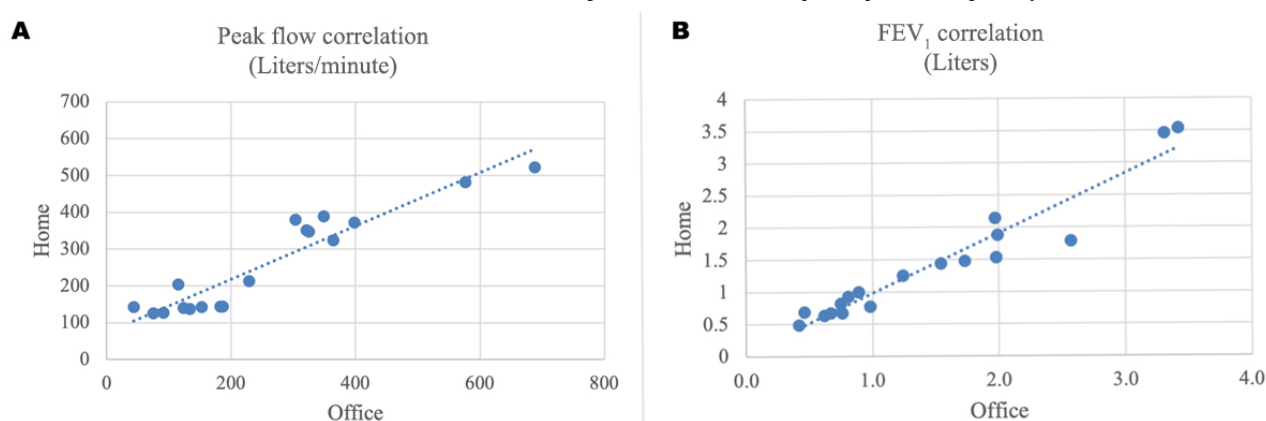 A
Peak flow correlation
(Liters/minute)
700
600
500
400
300
200
100
0
Home
0 200 400 600 800
Office
B
FEV₁ correlation
(Liters)
4
3.5
3
2.5
2
1.5
1
0.5
0
Home
0.0 1.0 2.0 3.0 4.0
Office